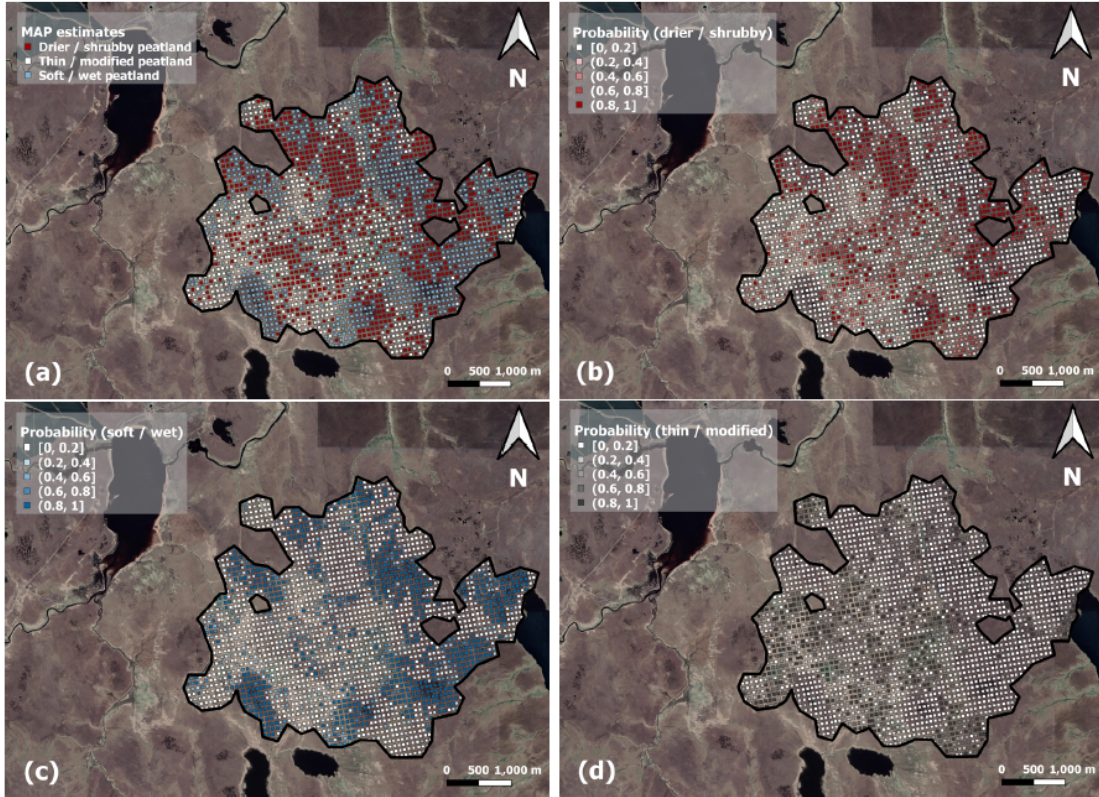 MAP estimates
Drier / shrubby peatland
Thin / modified peatland
Soft / wet peatland
N
(a)
0 500 1,000 m
Probability (drier / shrubby)
[0, 0.2]
(0.2, 0.4]
(0.4, 0.6]
(0.6, 0.8]
(0.8, 1]
N
(b)
0 500 1,000 m
Probability (soft / wet)
[0, 0.2]
(0.2, 0.4]
(0.4, 0.6]
(0.6, 0.8]
(0.8, 1]
N
(c)
0 500 1,000 m
Probability (thin / modified)
[0, 0.2]
(0.2, 0.4]
(0.4, 0.6]
(0.6, 0.8]
(0.8, 1]
N
(d)
0 500 1,000 m